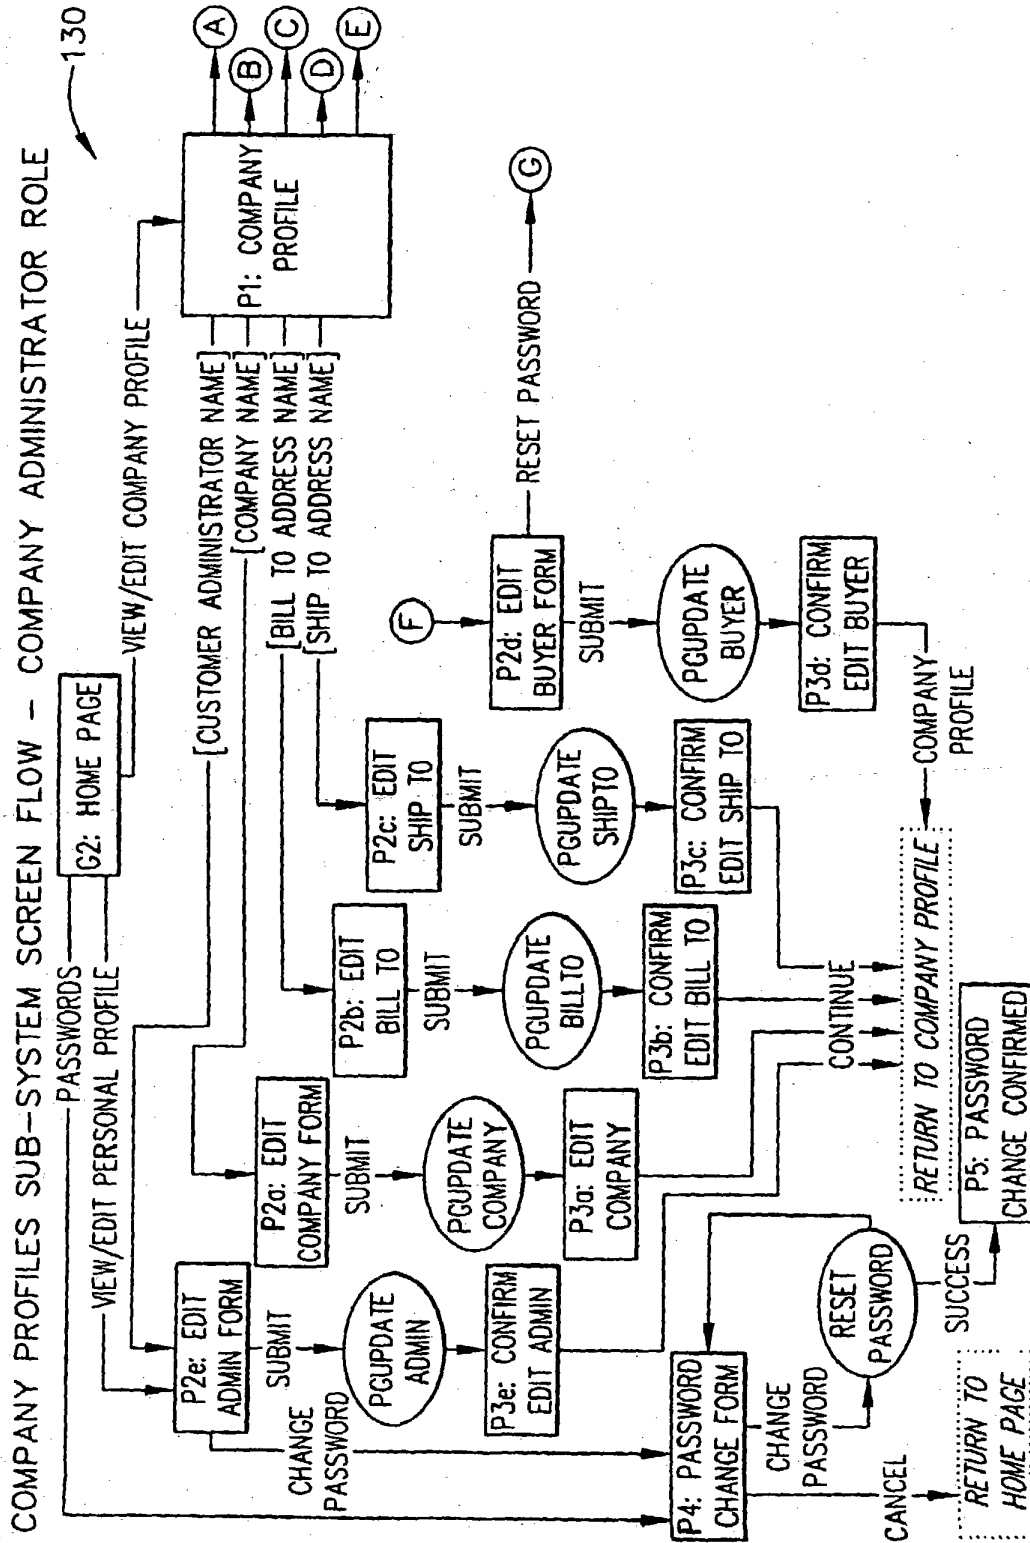 COMPANY PROFILES SUB-SYSTEM SCREEN FLOW - COMPANY ADMINISTRATOR ROLE
130
PASSWORDS
G2: HOME PAGE
VIEW/EDIT PERSONAL PROFILE
VIEW/EDIT COMPANY PROFILE
P1: COMPANY
PROFILE
A
B
C
D
E
[CUSTOMER ADMINISTRATOR NAME]
[COMPANY NAME]
[BILL TO ADDRESS NAME]
[SHIP TO ADDRESS NAME]
P2e: EDIT
ADMIN FORM
SUBMIT
PGUPDATE
ADMIN
P3e: CONFIRM
EDIT ADMIN
CHANGE
PASSWORD
P2a: EDIT
COMPANY FORM
SUBMIT
PGUPDATE
COMPANY
P3a: EDIT
COMPANY
P2b: EDIT
BILL TO
SUBMIT
PGUPDATE
BILLTO
P3b: CONFIRM
EDIT BILL TO
P2c: EDIT
SHIP TO
SUBMIT
PGUPDATE
SHIPTO
P3c: CONFIRM
EDIT SHIP TO
F
P2d: EDIT
BUYER FORM
RESET PASSWORD
G
SUBMIT
PGUPDATE
BUYER
P3d: CONFIRM
EDIT BUYER
COMPANY
PROFILE
CONTINUE
RETURN TO COMPANY PROFILE
P4: PASSWORD
CHANGE FORM
CHANGE
PASSWORD
RESET
PASSWORD
SUCCESS
P5: PASSWORD
CHANGE CONFIRMED
CANCEL
RETURN TO
HOME PAGE